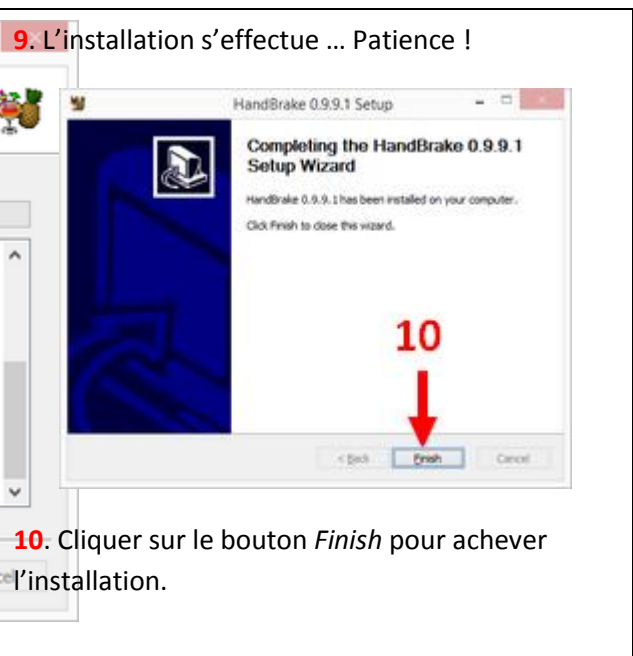 9. L’installation s’effectue … Patience !
HandBrake 0.9.9.1 Setup
Completing the HandBrake 0.9.9.1
Setup Wizard
HandBrake 0.9.9.1 has been installed on your computer.
Click Finish to close this wizard.
10
< Back Finish Cancel
10. Cliquer sur le bouton Finish pour achever
l’installation.